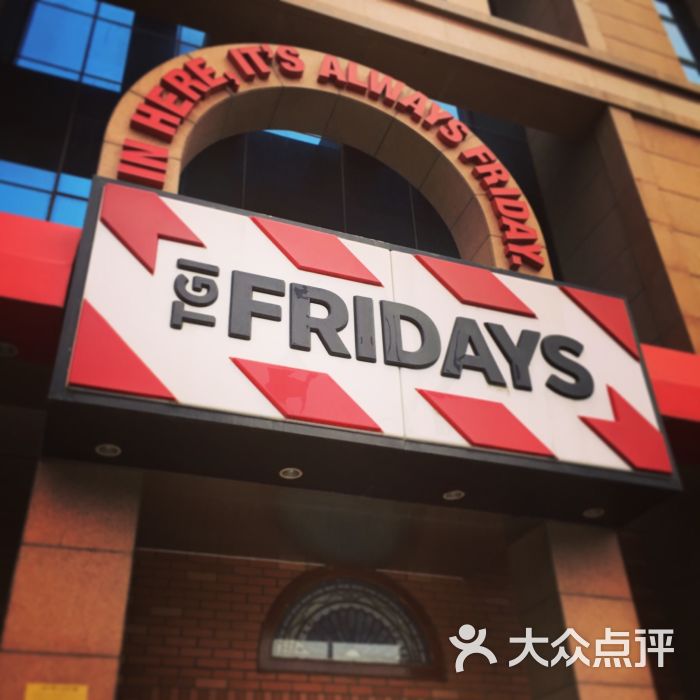 IN HERE, IT'S ALWAYS FRIDAY.
TGI FRIDAYS
大众点评